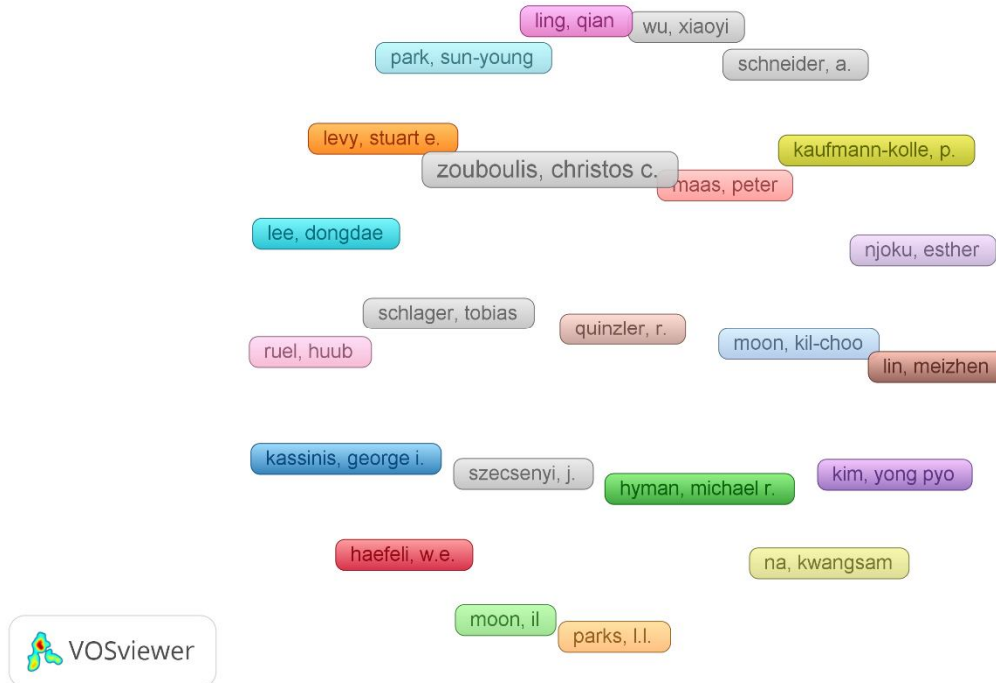 ling, qian
wu, xiaoyi
park, sun-young
schneider, a.
levy, stuart e.
kaufmann-kolle, p.
zouboulis, christos c.
maas, peter
lee, dongdae
njoku, esther
schlager, tobias
quinzler, r.
moon, kil-choo
ruel, huub
lin, meizhen
kassinis, george i.
szecsenyi, j.
hyman, michael r.
kim, yong pyo
haefeli, w.e.
na, kwangsam
moon, il
parks, l.l.
VOSviewer